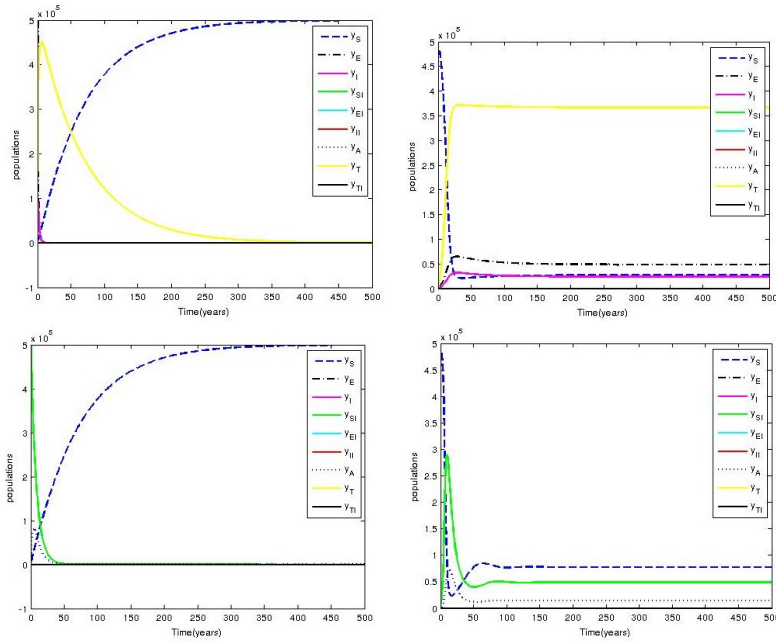 x 10^5
5
4
3
2
1
0
-1
populations
0 50 100 150 200 250 300 350 400 450 500
Time(years)
y_S
y_E
y_I
y_SI
y_EI
y_II
y_A
y_T
y_TI
x 10^5
5
4.5
4
3.5
3
2.5
2
1.5
1
0.5
0
populations
0 50 100 150 200 250 300 350 400 450 500
Time(years)
y_S
y_E
y_I
y_SI
y_EI
y_II
y_A
y_T
y_TI
x 10^5
5
4
3
2
1
0
-1
populations
0 50 100 150 200 250 300 350 400 450 500
Time(years)
y_S
y_E
y_I
y_SI
y_EI
y_II
y_A
y_T
y_TI
x 10^5
5
4.5
4
3.5
3
2.5
2
1.5
1
0.5
0
populations
0 50 100 150 200 250 300 350 400 450 500
Time(years)
y_S
y_E
y_I
y_SI
y_EI
y_II
y_A
y_T
y_TI